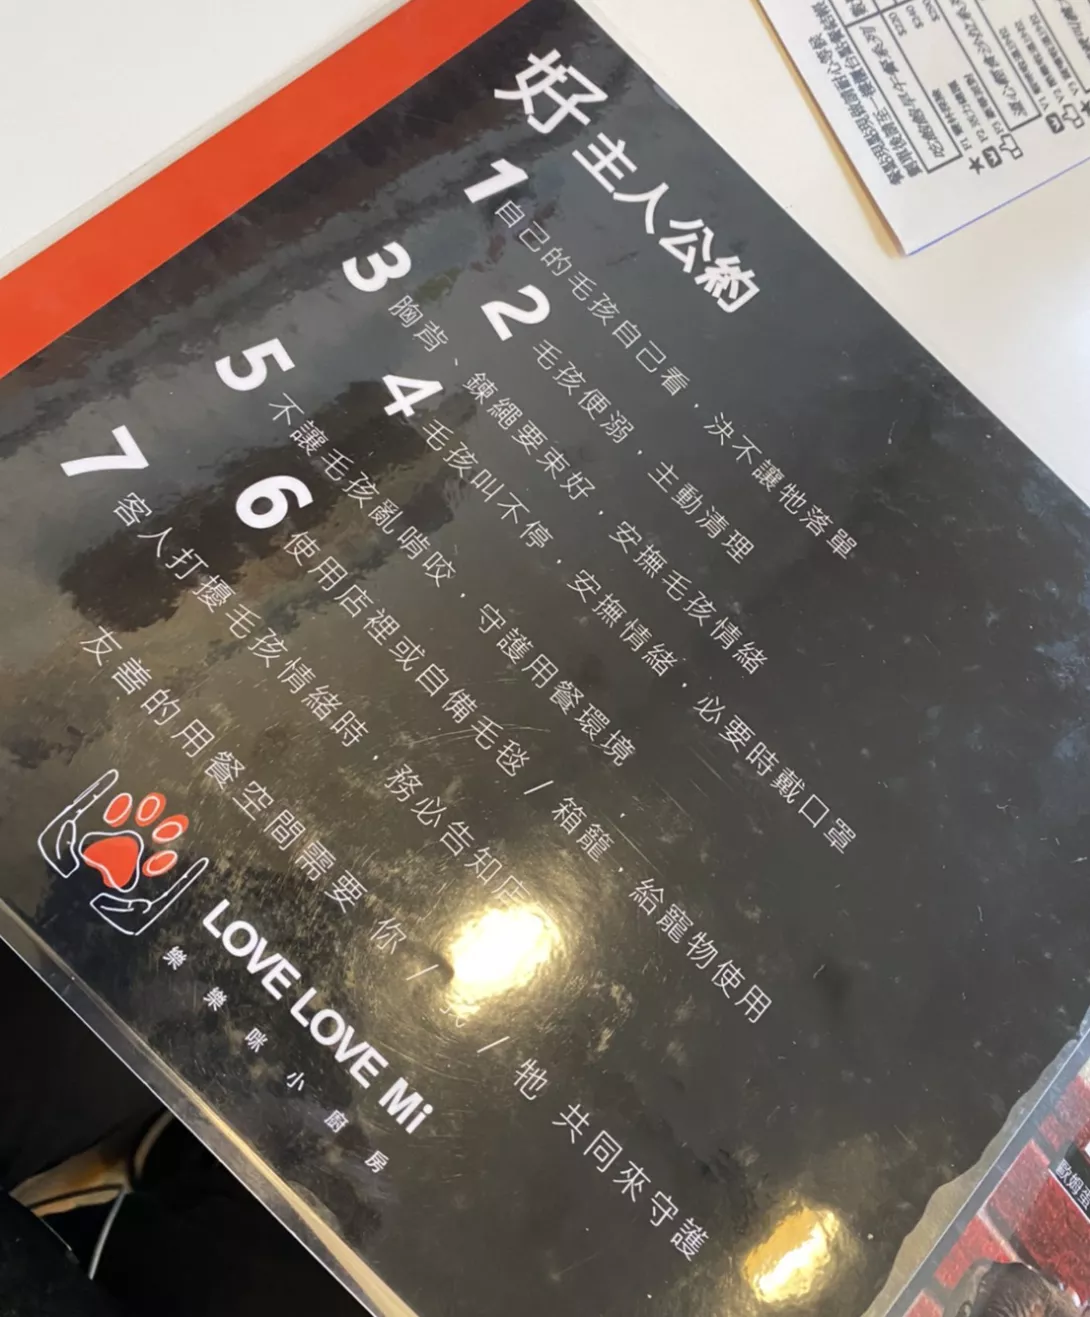 好主人公約
1 自己的毛孩自己看，決不讓牠落單
2 毛孩便溺，主動清理
3 胸背、鍊繩要束好，安撫毛孩情緒
4 毛孩叫不停，安撫情緒，必要時戴口罩
5 不讓毛孩亂啃咬，守護用餐環境
6 使用店裡或自備毛毯 / 箱籠，給寵物使用
7 客人打擾毛孩情緒時，務必告知店
友善的用餐空間需要 你 / 我 / 牠 共同來守護
LOVE LOVE Mi
樂樂咪小廚房